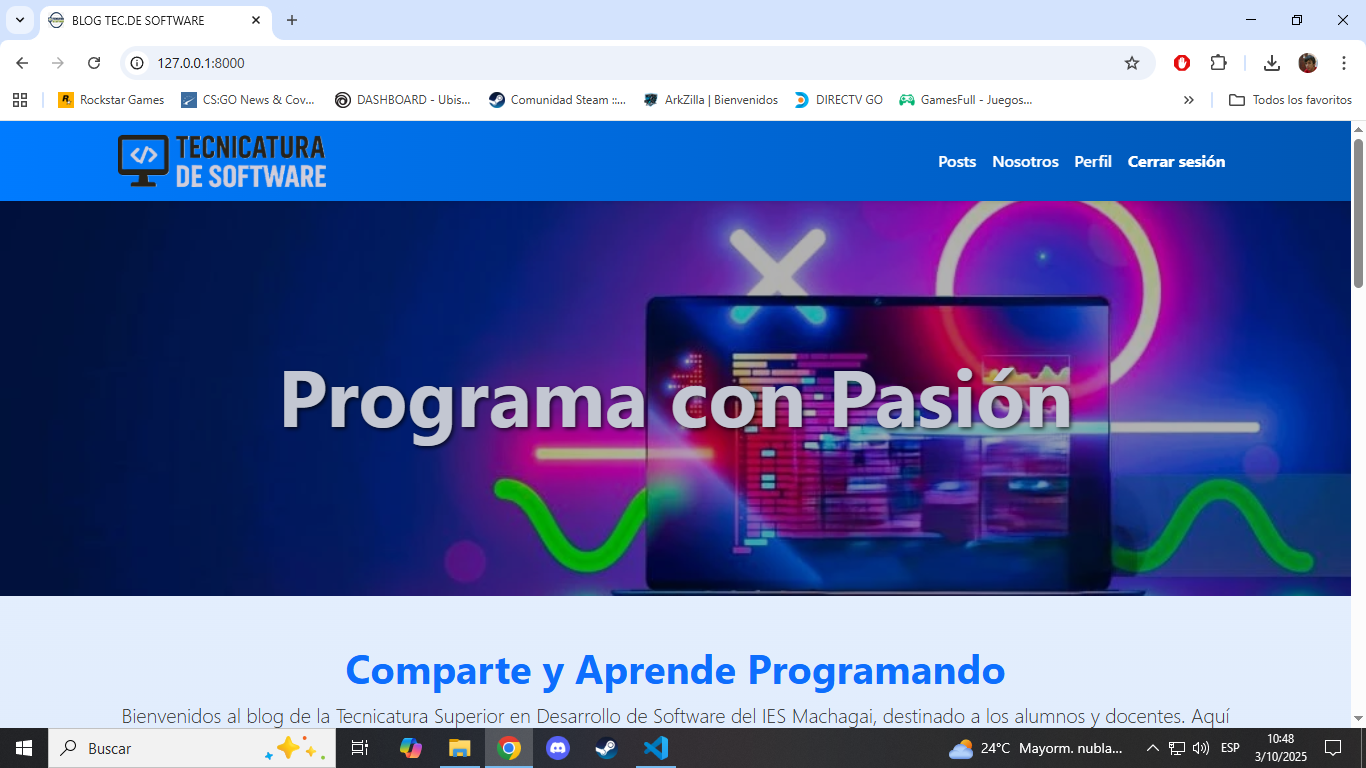 BLOG TEC.DE SOFTWARE
127.0.0.1:8000
Rockstar Games
CS:GO News & Cov...
DASHBOARD - Ubis...
Comunidad Steam ::...
ArkZilla | Bienvenidos
DIRECTV GO
GamesFull - Juegos...
Todos los favoritos
</>
TECNICATURA
DE SOFTWARE
Posts
Nosotros
Perfil
Cerrar sesión
Programa con Pasión
Comparte y Aprende Programando
Bienvenidos al blog de la Tecnicatura Superior en Desarrollo de Software del IES Machagai, destinado a los alumnos y docentes. Aquí
Buscar
24°C Mayorm. nubla...
ESP
10:48
3/10/2025